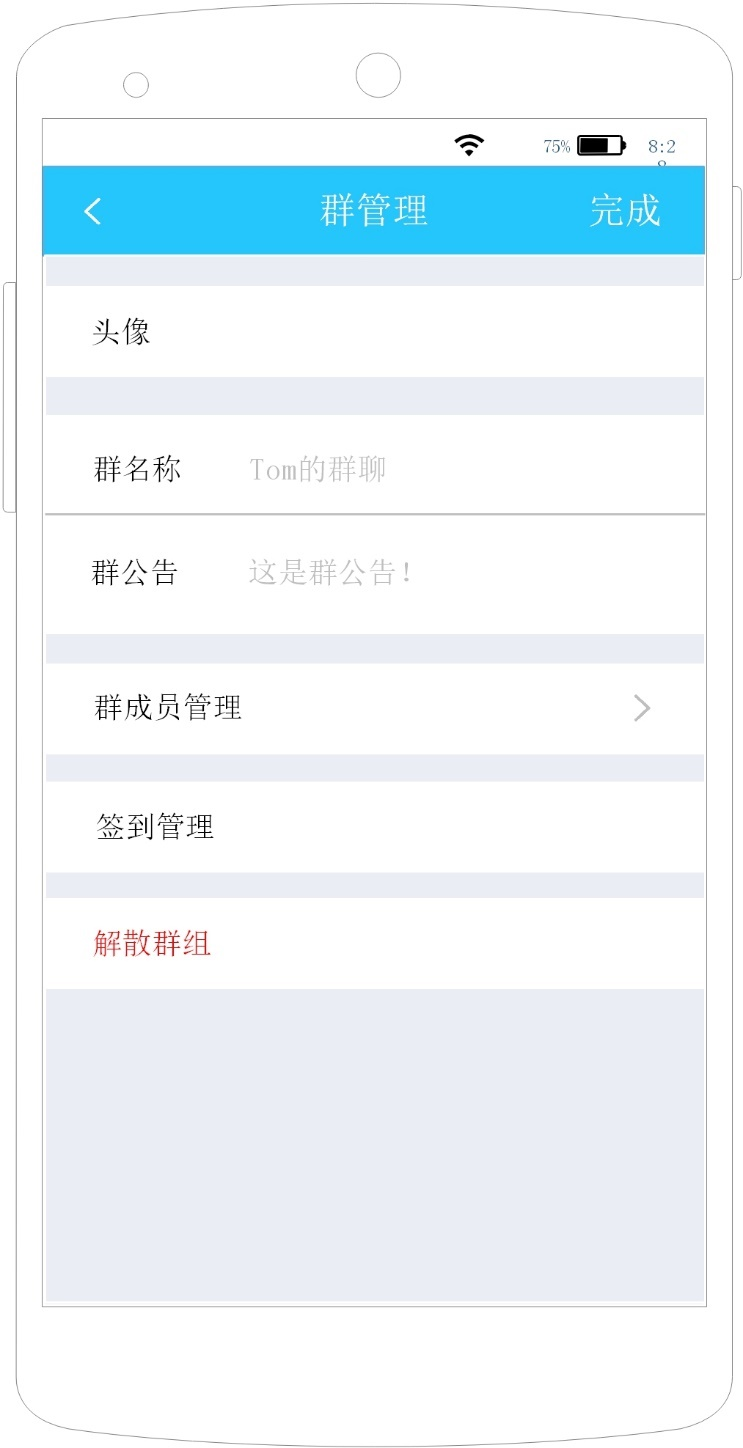 75% 8:2
8
群管理 完成
头像
群名称 Tom的群聊
群公告 这是群公告!
群成员管理
签到管理
解散群组